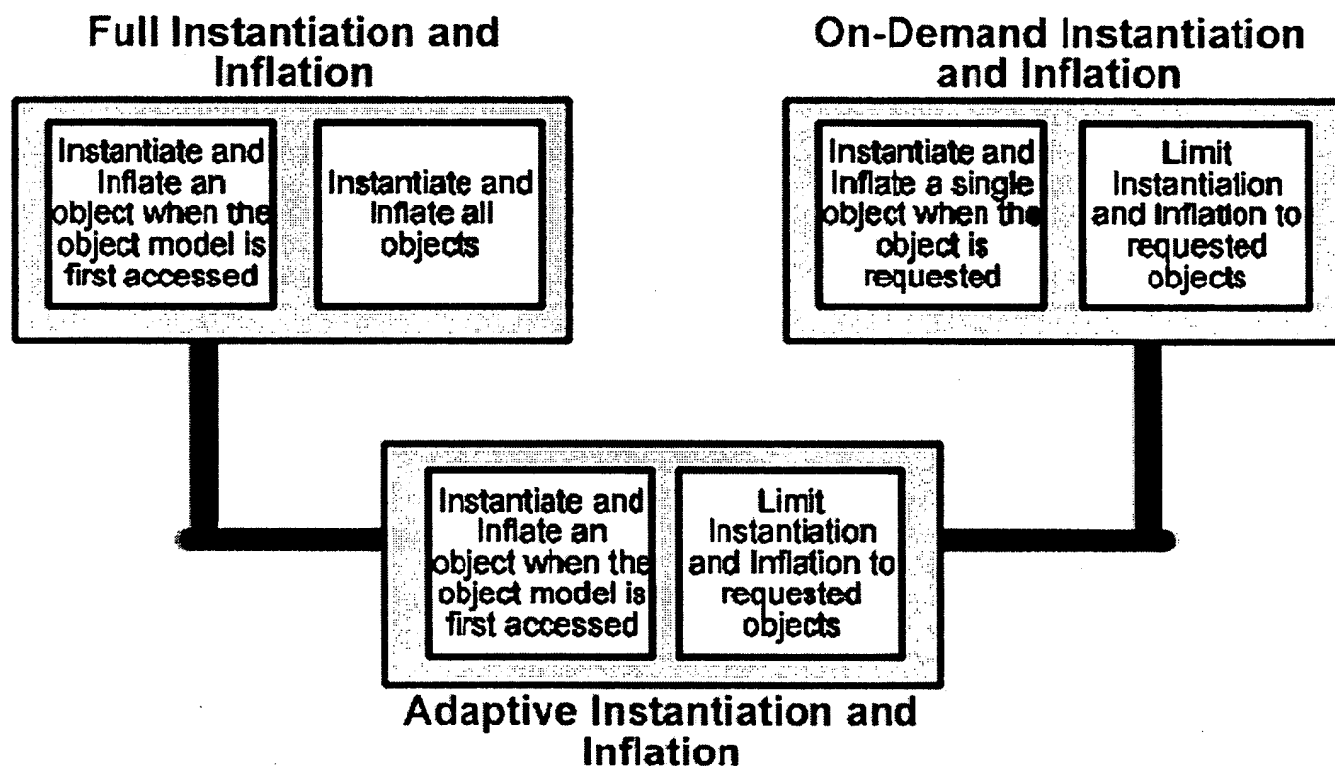 Full Instantiation and
Inflation
Instantiate and
Inflate an
object when the
object model is
first accessed
Instantiate and
Inflate all
objects
On-Demand Instantiation
and Inflation
Instantiate and
Inflate a single
object when the
object is
requested
Limit
Instantiation
and Inflation to
requested
objects
Instantiate and
Inflate an
object when the
object model is
first accessed
Limit
Instantiation
and Inflation to
requested
objects
Adaptive Instantiation and
Inflation